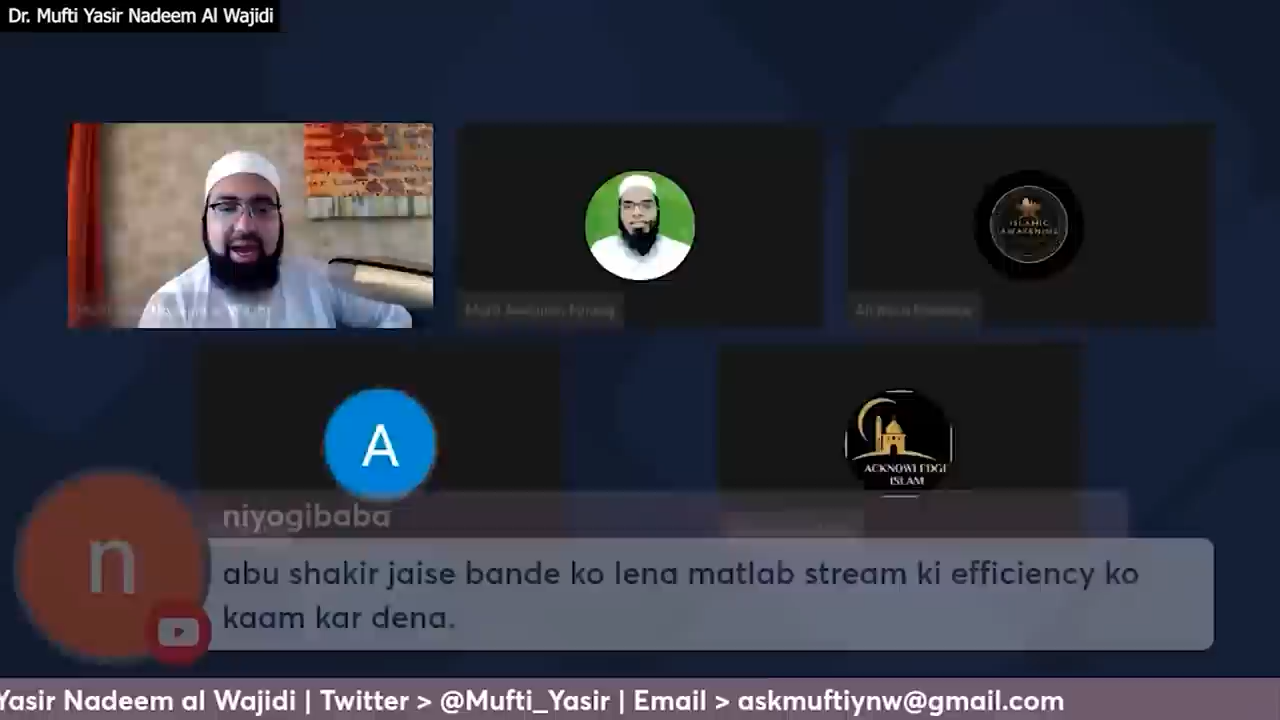 Dr. Mufti Yasir Nadeem Al Wajidi
ISLAMIC
AWAKENING
A
ACKNOWLEDGE
ISLAM
n
niyogibaba
abu shakir jaise bande ko lena matlab stream ki efficiency ko
kaam kar dena.
Yasir Nadeem al Wajidi | Twitter > @Mufti_Yasir | Email > askmuftiynw@gmail.com